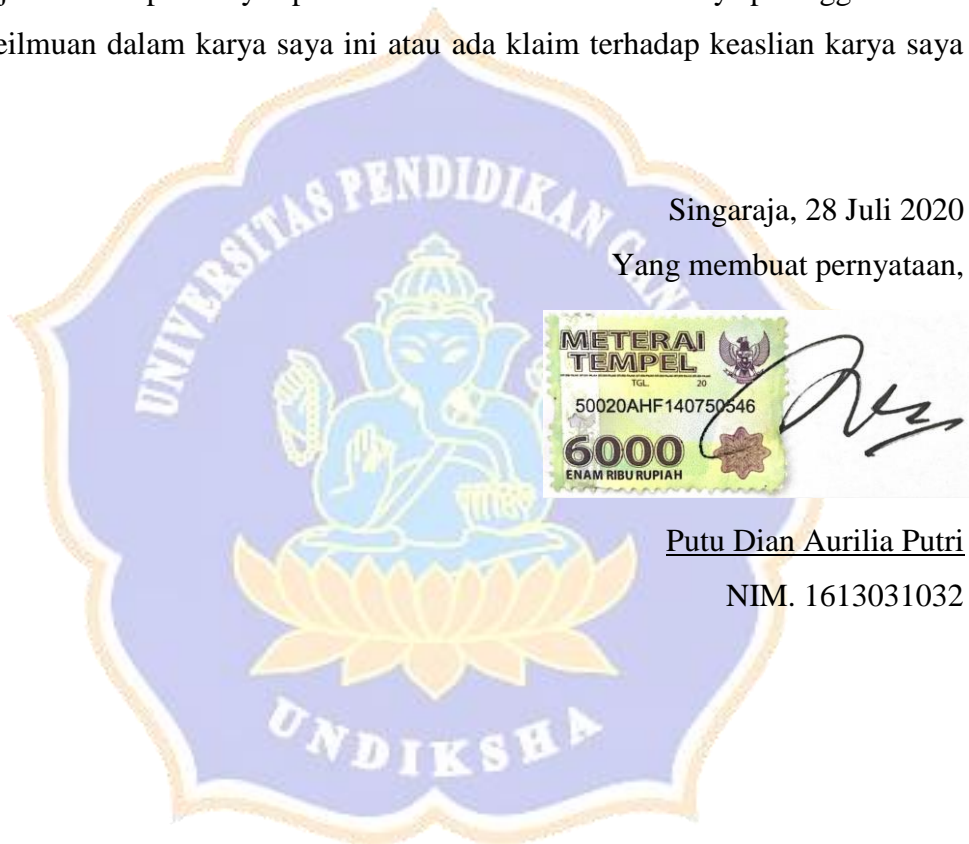 eilmuan dalam karya saya ini atau ada klaim terhadap keaslian karya saya
UNIVERSITAS PENDIDIKAN
Singaraja, 28 Juli 2020
Yang membuat pernyataan,
METERAI
TEMPEL
TGL. 20
50020AHF140750546
6000
ENAM RIBU RUPIAH
Putu Dian Aurilia Putri
NIM. 1613031032
UNDIKSHA